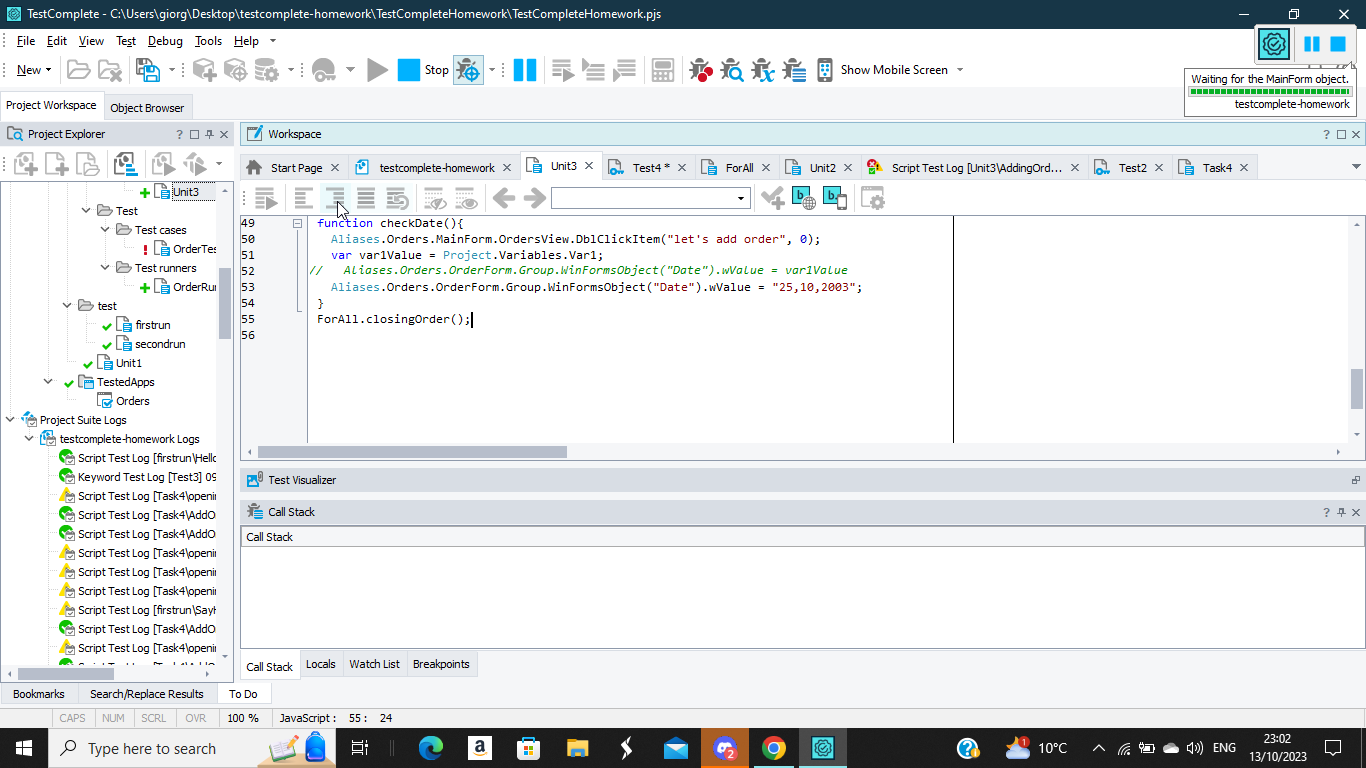 TestComplete - C:\Users\giorg\Desktop\testcomplete-homework\TestCompleteHomework\TestCompleteHomework.pjs
File Edit View Test Debug Tools Help
New Stop Show Mobile Screen
Waiting for the MainForm object.
testcomplete-homework
Project Workspace Object Browser
Project Explorer
Workspace
Start Page testcomplete-homework Unit3 Test4 * ForAll Unit2 Script Test Log [Unit3\AddingOrd... Test2 Task4
Unit3
Test
Test cases
OrderTes
Test runners
OrderRur
test
firstrun
secondrun
Unit1
TestedApps
Orders
Project Suite Logs
testcomplete-homework Logs
Script Test Log [firstrun\Hello
Keyword Test Log [Test3] 09
Script Test Log [Task4\openi
Script Test Log [Task4\AddO
Script Test Log [Task4\AddO
Script Test Log [Task4\openi
Script Test Log [Task4\openi
Script Test Log [Task4\openi
Script Test Log [firstrun\SayH
Script Test Log [Task4\AddO
Script Test Log [Task4\openi
49 function checkDate(){
50 Aliases.Orders.MainForm.OrdersView.DblClickItem("let's add order", 0);
51 var var1Value = Project.Variables.Var1;
52 // Aliases.Orders.OrderForm.Group.WinFormsObject("Date").wValue = var1Value
53 Aliases.Orders.OrderForm.Group.WinFormsObject("Date").wValue = "25,10,2003";
54 }
55 ForAll.closingOrder();
56
Test Visualizer
Call Stack
Call Stack
Call Stack Locals Watch List Breakpoints
Bookmarks Search/Replace Results To Do
CAPS NUM SCRL OVR 100 % JavaScript : 55 : 24
Type here to search
2
1
10°C
ENG
23:02
13/10/2023